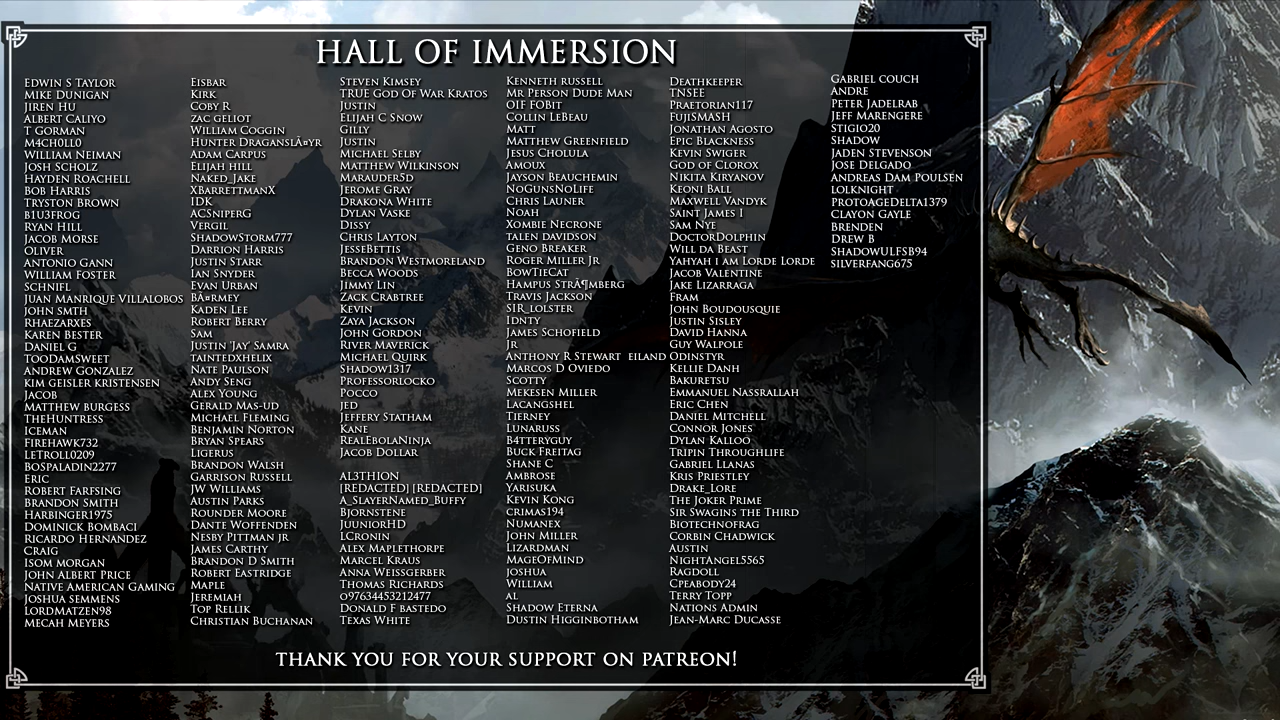 HALL OF IMMERSION
EDWIN S TAYLOR
MIKE DUNIGAN
JIREN HU
ALBERT CALIYO
T GORMAN
M4CH0LL0
WILLIAM NEIMAN
JOSH SCHOLZ
HAYDEN ROACHELL
BOB HARRIS
TRYSTON BROWN
B1U3FROG
RYAN HILL
JACOB MORSE
OLIVER
ANTONIO GANN
WILLIAM FOSTER
SCHNIFL
JUAN MANRIQUE VILLALOBOS
JOHN SMTH
RHAEZARXES
KAREN BESTER
DANIEL G
TOODAMSWEET
ANDREW GONZALEZ
KIM GEISLER KRISTENSEN
JACOB
MATTHEW BURGESS
THEHUNTRESS
ICEMAN
FIREHAWK732
LETROLL0209
BOSPALADIN2277
ERIC
ROBERT FARFSING
BRANDON SMITH
HARBINGER1975
DOMINICK BOMBACI
RICARDO HERNANDEZ
CRAIG
ISOM MORGAN
JOHN ALBERT PRICE
NATIVE AMERICAN GAMING
JOSHUA SEMMENS
LORDMATZEN98
MECAH MEYERS
EISBAR
KIRK
COBY R
ZAC GELIOT
WILLIAM COGGIN
HUNTER DRAGANSLÃ¤YR
ADAM CARPUS
ELIJAH HILL
NAKED_JAKE
XBARRETTMANX
IDK
ACSNIPERG
VERGIL
SHADOWSTORM777
DARRION HARRIS
JUSTIN STARR
IAN SNYDER
EVAN URBAN
BÃ¤RMEY
KADEN LEE
ROBERT BERRY
SAM
JUSTIN 'JAY' SAMRA
TAINTEDXHELIX
NATE PAULSON
ANDY SENG
ALEX YOUNG
GERALD MAS-UD
MICHAEL FLEMING
BENJAMIN NORTON
BRYAN SPEARS
LIGERUS
BRANDON WALSH
GARRISON RUSSELL
JW WILLIAMS
AUSTIN PARKS
ROUNDER MOORE
DANTE WOFFENDEN
NESBY PITTMAN JR
JAMES CARTHY
BRANDON D SMITH
ROBERT EASTRIDGE
MAPLE
JEREMIAH
TOP RELLIK
CHRISTIAN BUCHANAN
STEVEN KIMSEY
TRUE GOD OF WAR KRATOS
JUSTIN
ELIJAH C SNOW
GILLY
JUSTIN
MICHAEL SELBY
MATTHEW WILKINSON
MARAUDER5D
JEROME GRAY
DRAKONA WHITE
DYLAN VASKE
DISSY
CHRIS LAYTON
JESSEBETTIS
BRANDON WESTMORELAND
BECCA WOODS
JIMMY LIN
ZACK CRABTREE
KEVIN
ZAYA JACKSON
JOHN GORDON
RIVER MAVERICK
MICHAEL QUIRK
SHADOW1317
PROFESSORLOCKO
POCCO
JED
JEFFERY STATHAM
KANE
REALEBOLANINJA
JACOB DOLLAR
AL3THION
[REDACTED] [REDACTED]
A_SLAYERNAMED_BUFFY
BJORNSTENE
JUUNIORHD
LCRONIN
ALEX MAPLETHORPE
MARCEL KRAUS
ANNA WEISSGERBER
THOMAS RICHARDS
O97634453212477
DONALD F BASTEDO
TEXAS WHITE
KENNETH RUSSELL
MR PERSON DUDE MAN
OIF FOBIT
COLLIN LEBEAU
MATT
MATTHEW GREENFIELD
JESUS CHOLULA
AMOUX
JAYSON BEAUCHEMIN
NOGUNSNOLIFE
CHRIS LAUNER
NOAH
XOMBIE NECRONE
TALEN DAVIDSON
GENO BREAKER
ROGER MILLER JR
BOWTIECAT
HAMPUS STRÃ¶MBERG
TRAVIS JACKSON
SIR_LOLSTER
IDNTY
JAMES SCHOFIELD
JR
ANTHONY R STEWART EILAND
MARCOS D OVIEDO
SCOTTY
MEKESEN MILLER
LACANGSHEL
TIERNEY
LUNARUSS
B4TTERYGUY
BUCK FREITAG
SHANE C
AMBROSE
YARISUKA
KEVIN KONG
CRIMAS194
NUMANEX
JOHN MILLER
LIZARDMAN
MAGEOFMIND
JOSHUA
WILLIAM
AL
SHADOW ETERNA
DUSTIN HIGGINBOTHAM
DEATHKEEPER
TNSEE
PRAETORIAN117
FUJISMASH
JONATHAN AGOSTO
EPIC BLACKNESS
KEVIN SWIGER
GOD OF CLOROX
NIKITA KIRYANOV
KEONI BALL
MAXWELL VANDYK
SAINT JAMES I
SAM NYE
DOCTORDOLPHIN
WILL DA BEAST
YAHYAH I AM LORDE LORDE
JACOB VALENTINE
JAKE LIZARRAGA
FRAM
JOHN BOUDOUSQUIE
JUSTIN SISLEY
DAVID HANNA
GUY WALPOLE
ODINSTYR
KELLIE DANH
BAKURETSU
EMMANUEL NASSRALLAH
ERIC CHEN
DANIEL MITCHELL
CONNOR JONES
DYLAN KALLOO
TRIPIN THROUGHLIFE
GABRIEL LLANAS
KRIS PRIESTLEY
DRAKE_LORE
THE JOKER PRIME
SIR SWAGINS THE THIRD
BIOTECHNOFRAG
CORBIN CHADWICK
AUSTIN
NIGHTANGEL5565
RAGDOLL
CPEABODY24
TERRY TOPP
NATIONS ADMIN
JEAN-MARC DUCASSE
GABRIEL COUCH
ANDRE
PETER JADELRAB
JEFF MARENGERE
STIGIO20
SHADOW
JADEN STEVENSON
JOSE DELGADO
ANDREAS DAM POULSEN
LOLKNIGHT
PROTOAGEDELTA1379
CLAYON GAYLE
BRENDEN
DREW B
SHADOWULFSB94
SILVERFANG675
THANK YOU FOR YOUR SUPPORT ON PATREON!